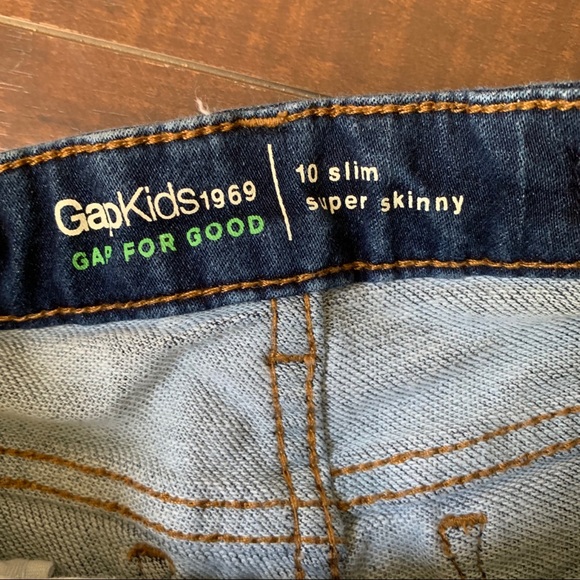 GapKids1969
GAP FOR GOOD
10 slim
super skinny